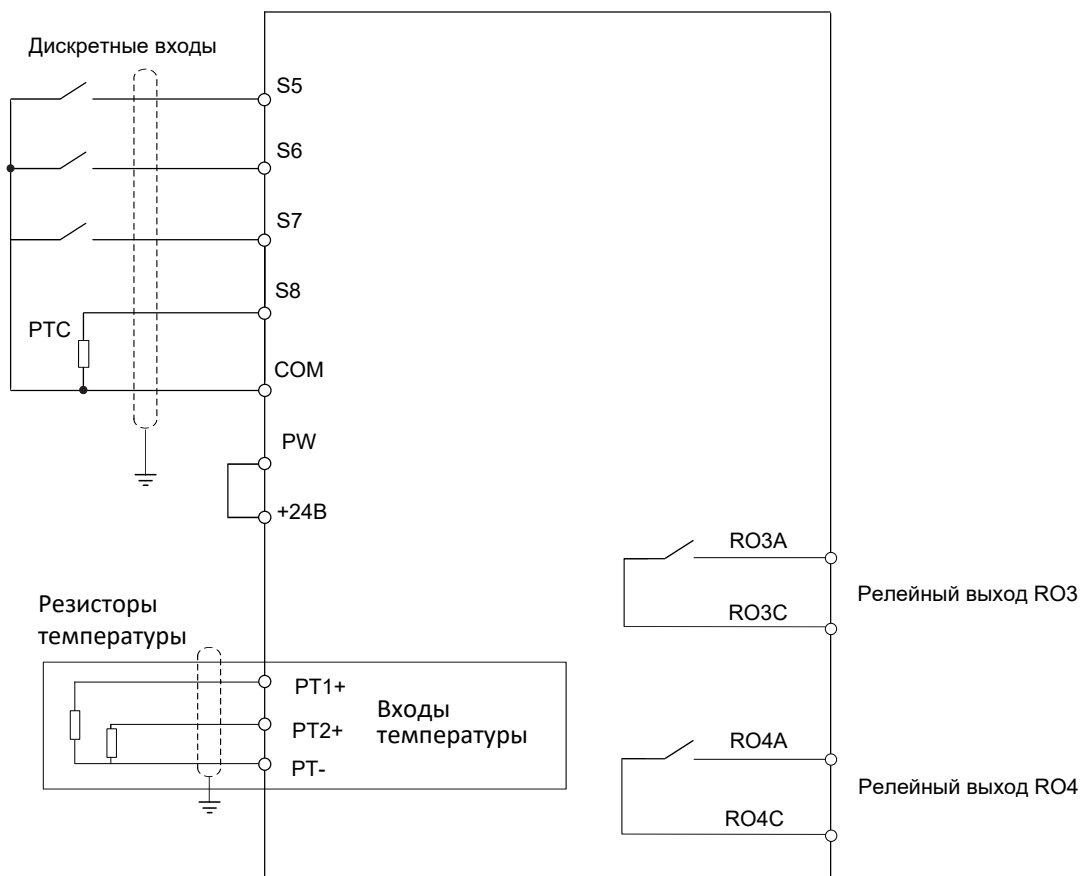 Дискретные входы
S5
S6
S7
S8
PTC
COM
PW
+24В
RO3A
Релейный выход RO3
RO3C
Резисторы
температуры
PT1+
Входы
температуры
PT2+
PT-
RO4A
Релейный выход RO4
RO4C